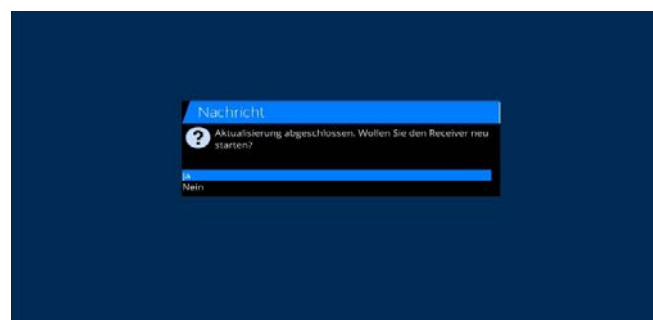 Nachricht
Aktualisierung abgeschlossen. Wollen Sie den Receiver neu
starten?
JA
Nein